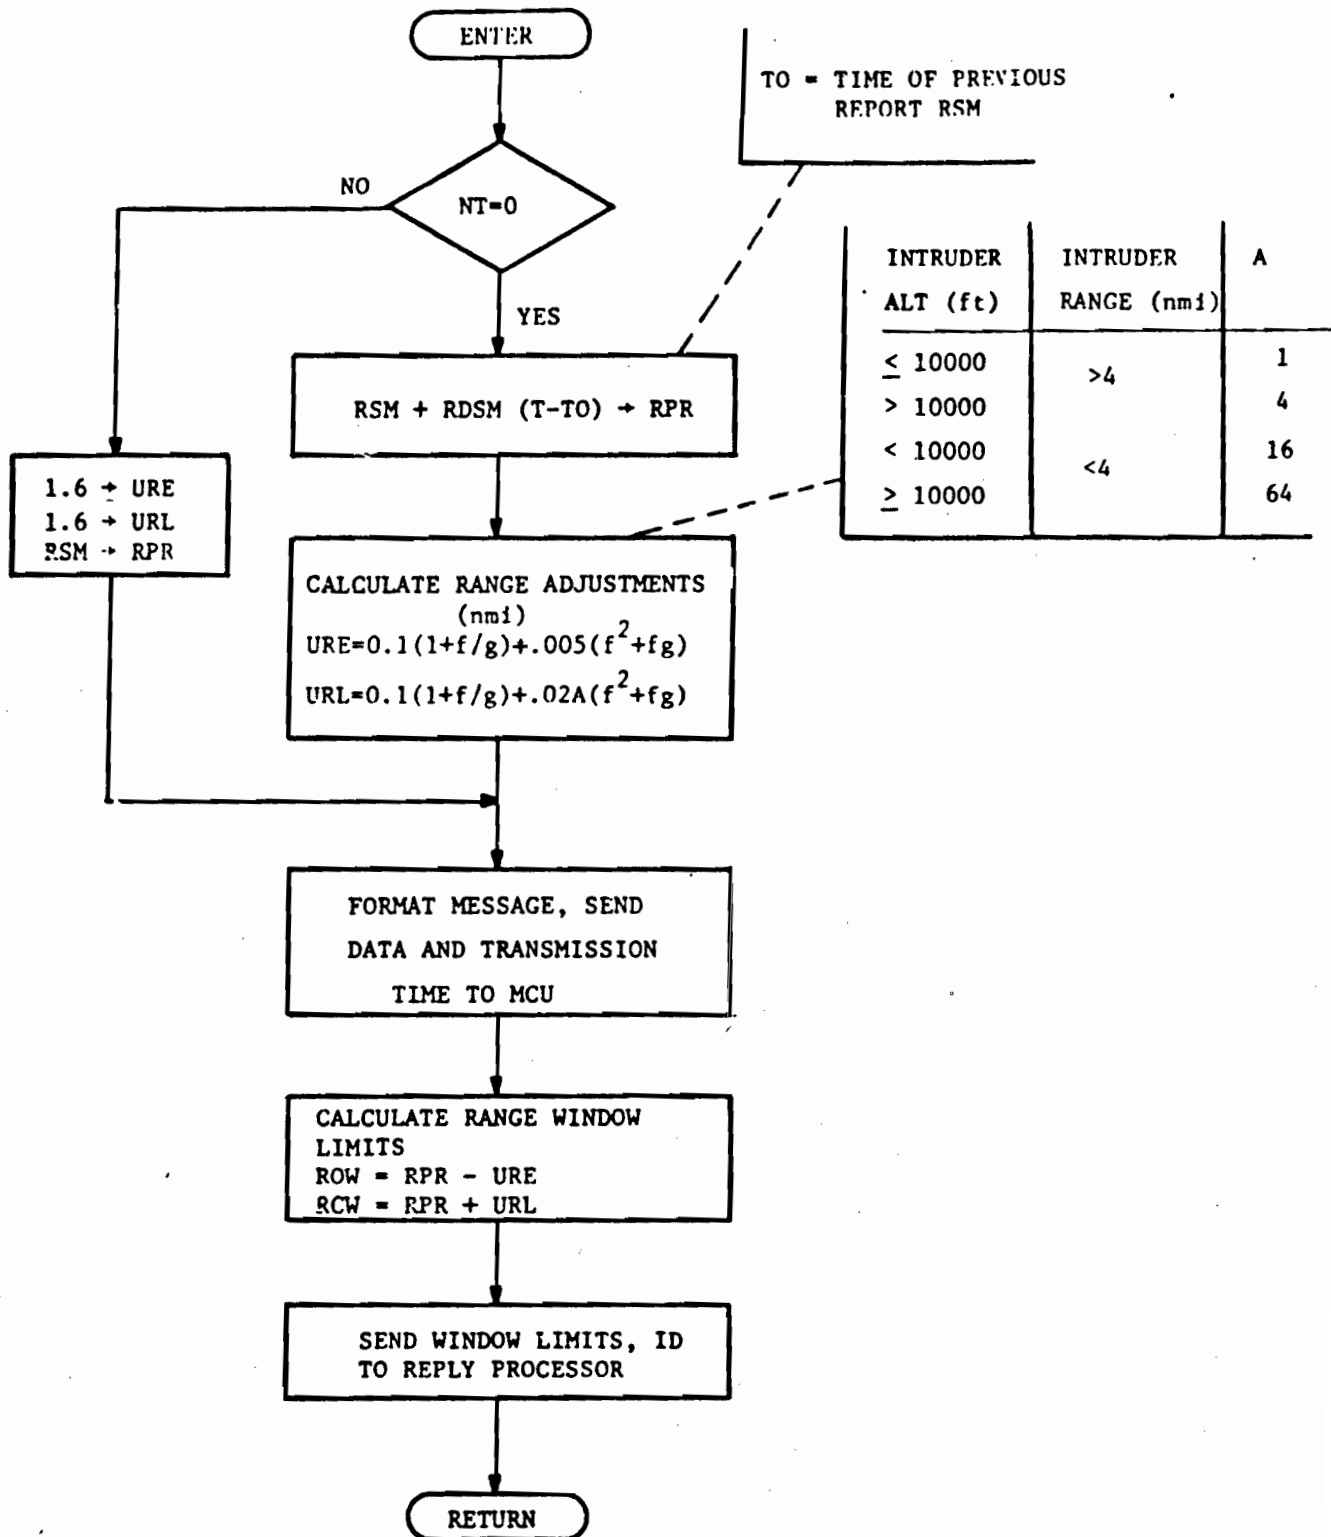 ENTER
TO = TIME OF PREVIOUS
REPORT RSM
NO
NT=0
YES
INTRUDER ALT (ft) INTRUDER RANGE (nmi) A
≤ 10000 >4 1
> 10000 4
< 10000 <4 16
≥ 10000 64
RSM + RDSM (T-TO) → RPR
1.6 → URE
1.6 → URL
RSM → RPR
CALCULATE RANGE ADJUSTMENTS
(nmi)
URE=0.1(1+f/g)+.005(f²+fg)
URL=0.1(1+f/g)+.02A(f²+fg)
FORMAT MESSAGE, SEND
DATA AND TRANSMISSION
TIME TO MCU
CALCULATE RANGE WINDOW
LIMITS
ROW = RPR - URE
RCW = RPR + URL
SEND WINDOW LIMITS, ID
TO REPLY PROCESSOR
RETURN